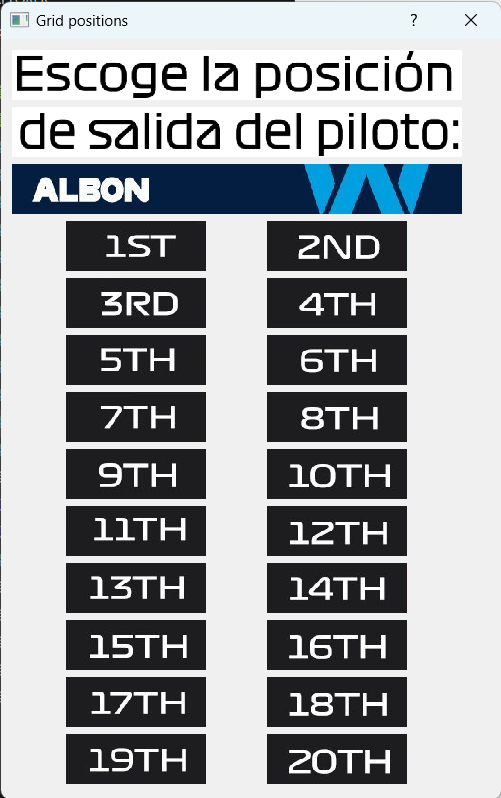 Grid positions
Escoge la posición
de salida del piloto:
ALBON
1ST 2ND
3RD 4TH
5TH 6TH
7TH 8TH
9TH 10TH
11TH 12TH
13TH 14TH
15TH 16TH
17TH 18TH
19TH 20TH